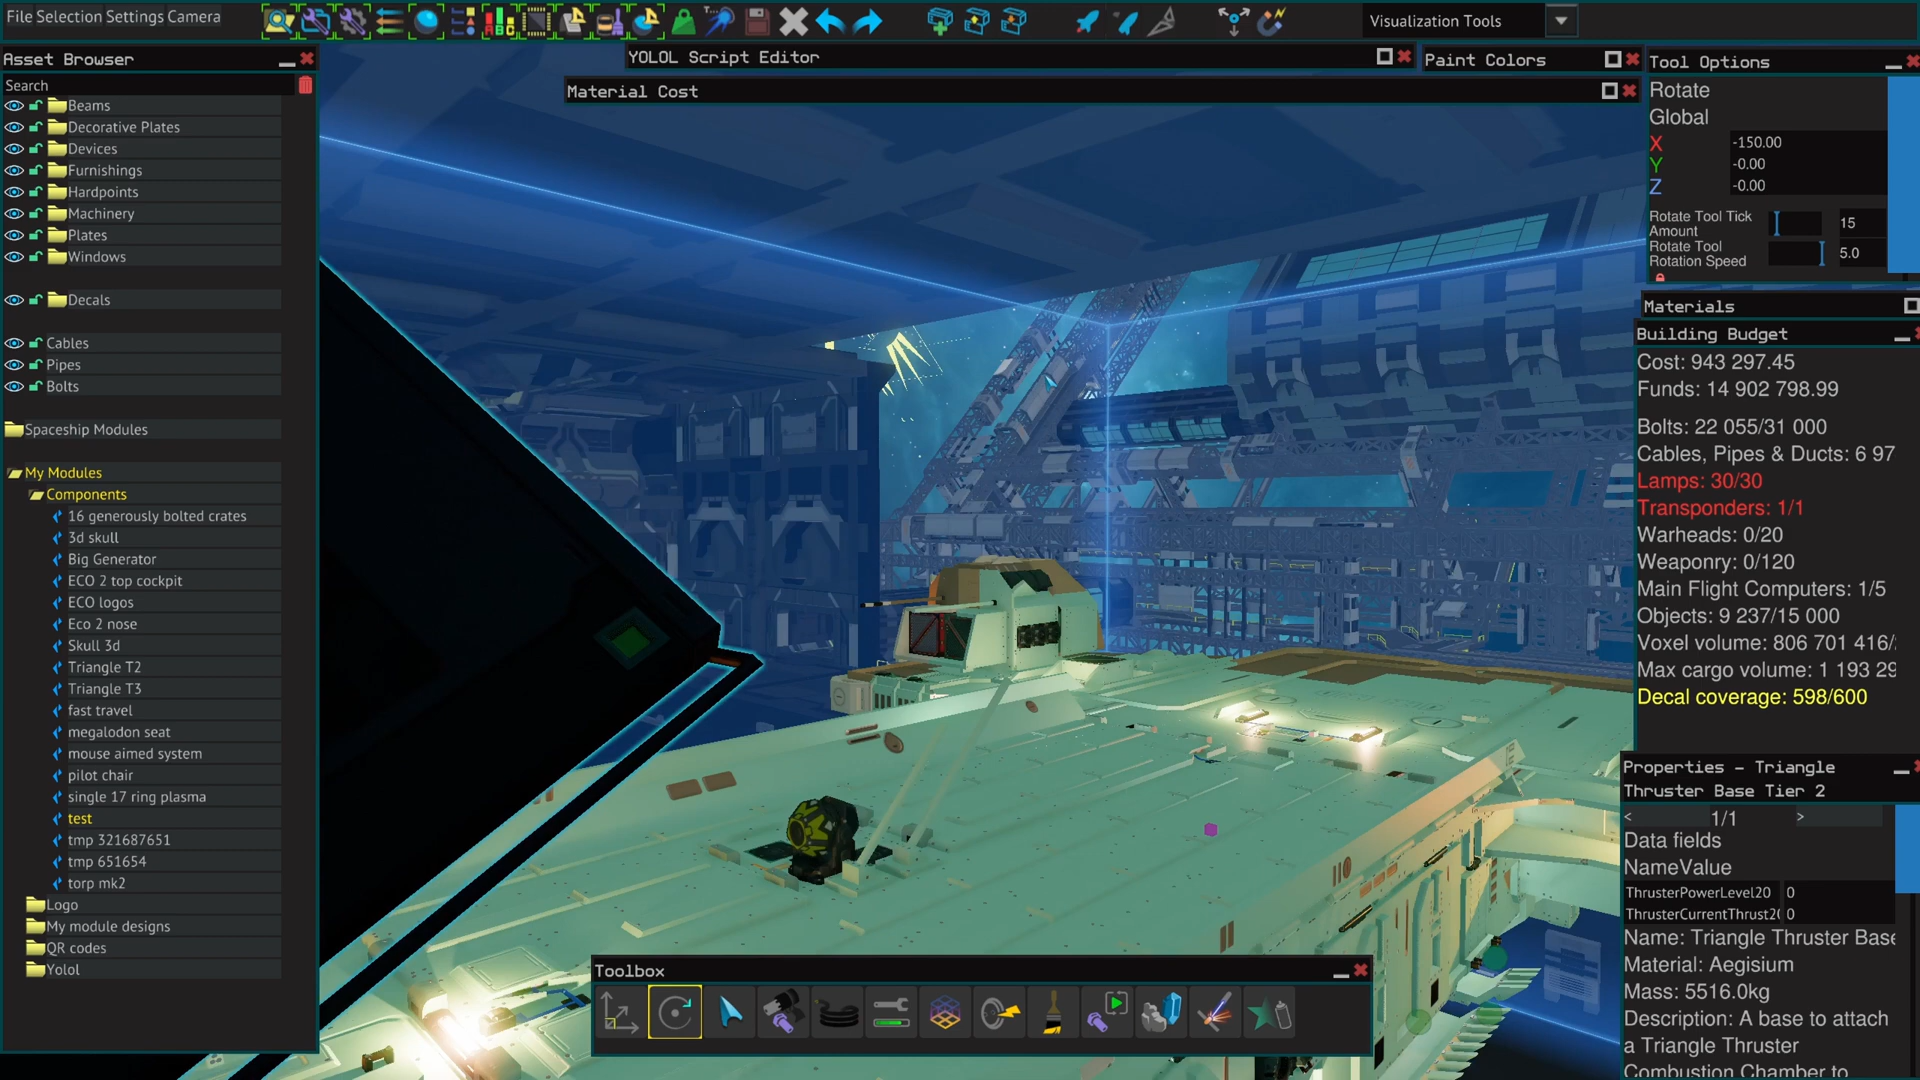 File Selection Settings Camera
Visualization Tools
Asset Browser
Search
Beams
Decorative Plates
Devices
Furnishings
Hardpoints
Machinery
Plates
Windows
Decals
Cables
Pipes
Bolts
Spaceship Modules
My Modules
Components
16 generously bolted crates
3d skull
Big Generator
ECO 2 top cockpit
ECO logos
Eco 2 nose
Skull 3d
Triangle T2
Triangle T3
fast travel
megalodon seat
mouse aimed system
pilot chair
single 17 ring plasma
test
tmp 321687651
tmp 651654
torp mk2
Logo
My module designs
QR codes
Yolol
YOLOL Script Editor
Material Cost
Paint Colors
Tool Options
Rotate
Global
X -150.00
Y -0.00
Z -0.00
Rotate Tool Tick
Amount 15
Rotate Tool
Rotation Speed 5.0
Materials
Building Budget
Cost: 943 297.45
Funds: 14 902 798.99
Bolts: 22 055/31 000
Cables, Pipes & Ducts: 6 97
Lamps: 30/30
Transponders: 1/1
Warheads: 0/20
Weaponry: 0/120
Main Flight Computers: 1/5
Objects: 9 237/15 000
Voxel volume: 806 701 416/
Max cargo volume: 1 193 29
Decal coverage: 598/600
Properties - Triangle
Thruster Base Tier 2
< 1/1 >
Data fields
NameValue
ThrusterPowerLevel20 0
ThrusterCurrentThrust20 0
Name: Triangle Thruster Base
Material: Aegisium
Mass: 5516.0kg
Description: A base to attach
a Triangle Thruster
Combustion Chamber to
Toolbox
ABC